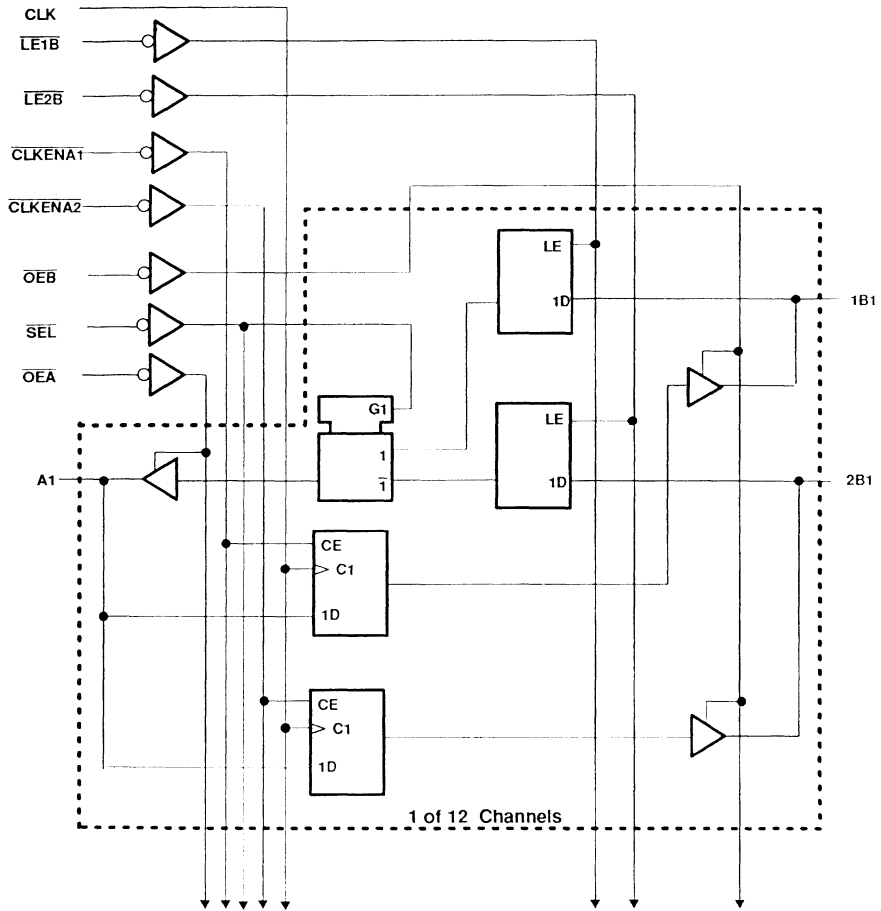 CLK
LE1B
LE2B
CLKENA1
CLKENA2
OEB
SEL
OEA
LE
1D
1B1
G1
1
1
LE
1D
A1
2B1
CE
C1
1D
CE
C1
1D
1 of 12 Channels